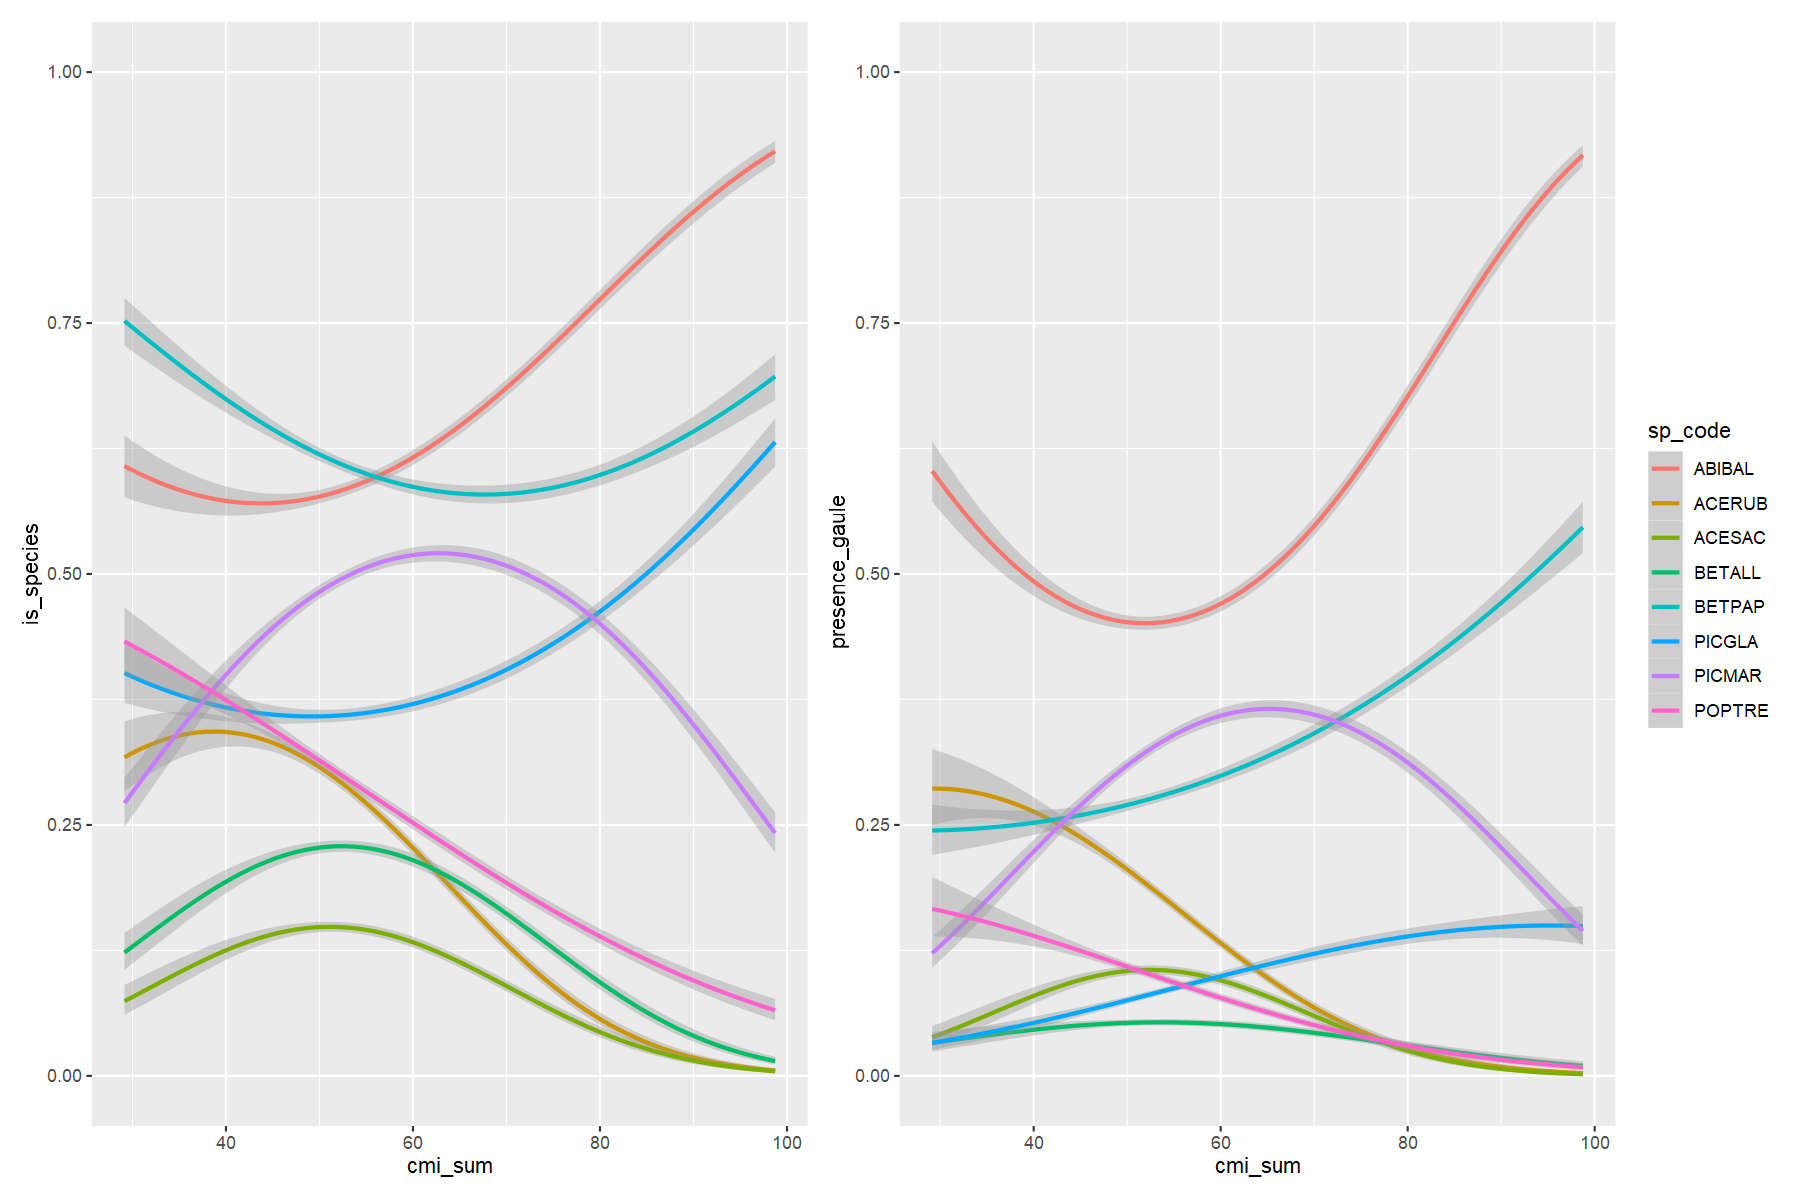 is_species
1.00
0.75
0.50
0.25
0.00
40 60 80 100
cmi_sum
presence_gaule
1.00
0.75
0.50
0.25
0.00
40 60 80 100
cmi_sum
sp_code
ABIBAL
ACERUB
ACESAC
BETALL
BETPAP
PICGLA
PICMAR
POPTRE